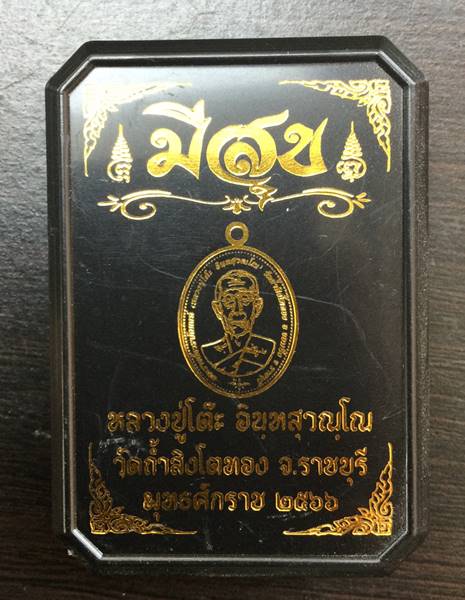 มีสุข
หลวงปู่โต๊ะ อินฺทสุวณฺโณ
วัดถ้ำสิงโตทอง จ.ราชบุรี
พุทธศักราช ๒๕๖๖